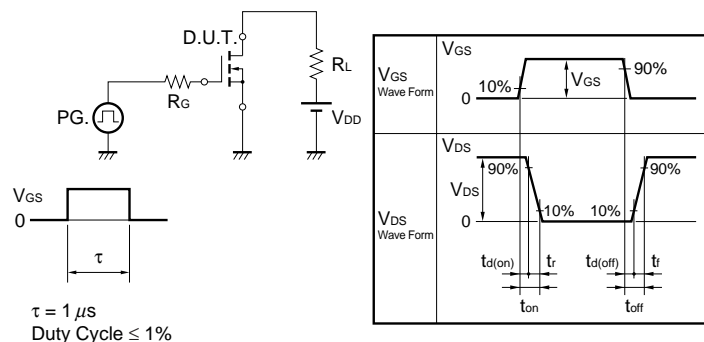 D.U.T.
RL
RG
PG.
VDD
VGS
0
τ
τ = 1 μs
Duty Cycle ≤ 1%
VGS
Wave Form
VGS
10%
VGS
90%
0
VDS
Wave Form
VDS
VDS
90%
90%
10%
10%
0
td(on)
tr
td(off)
tf
ton
toff